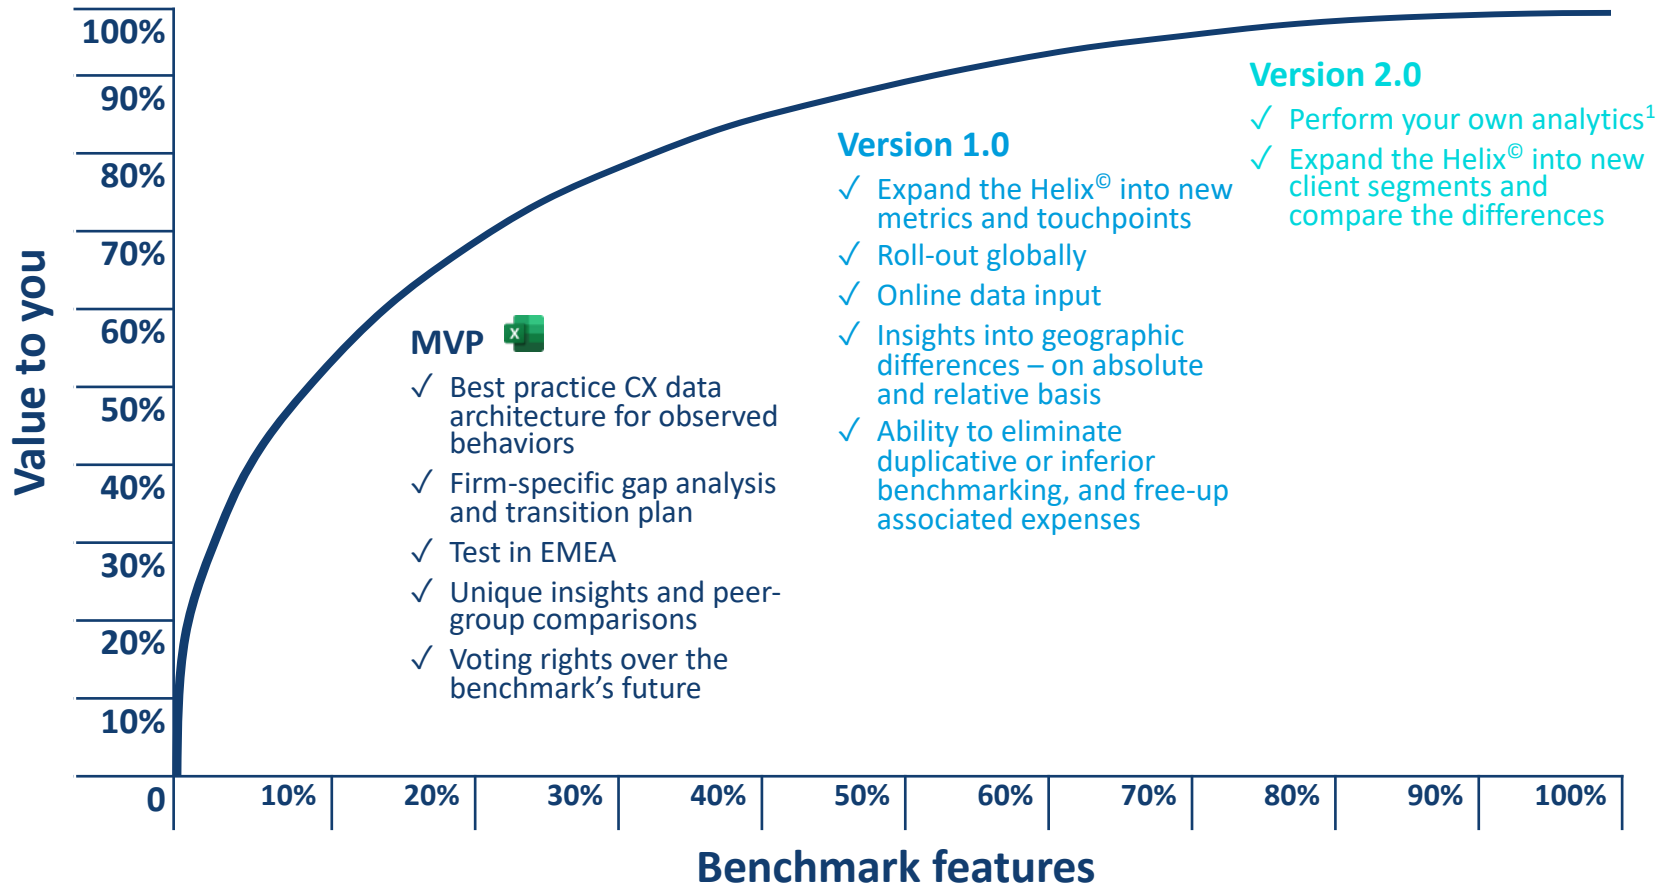 100%
90%
80%
70%
60%
50%
40%
30%
20%
10%
0
Value to you
Version 2.0
✓ Perform your own analytics¹
✓ Expand the Helix© into new
client segments and
compare the differences
Version 1.0
✓ Expand the Helix© into new
metrics and touchpoints
✓ Roll-out globally
✓ Online data input
✓ Insights into geographic
differences – on absolute
and relative basis
✓ Ability to eliminate
duplicative or inferior
benchmarking, and free-up
associated expenses
MVP X
✓ Best practice CX data
architecture for observed
behaviors
✓ Firm-specific gap analysis
and transition plan
✓ Test in EMEA
✓ Unique insights and peer-
group comparisons
✓ Voting rights over the
benchmark’s future
10% 20% 30% 40% 50% 60% 70% 80% 90% 100%
Benchmark features